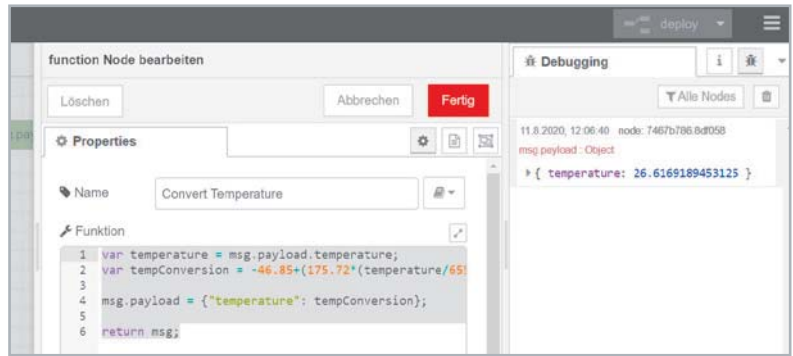 deploy
function Node bearbeiten
Debugging
i
Löschen
Abbrechen
Fertig
Alle Nodes
Properties
11.8.2020, 12:06:40 node: 7467b786.8df058
msg.payload : Object
{ temperature: 26.6169189453125 }
Name
Convert Temperature
Funktion
1 var temperature = msg.payload.temperature;
2 var tempConversion = -46.85+(175.72*(temperature/65
3
4 msg.payload = {"temperature": tempConversion};
5
6 return msg;